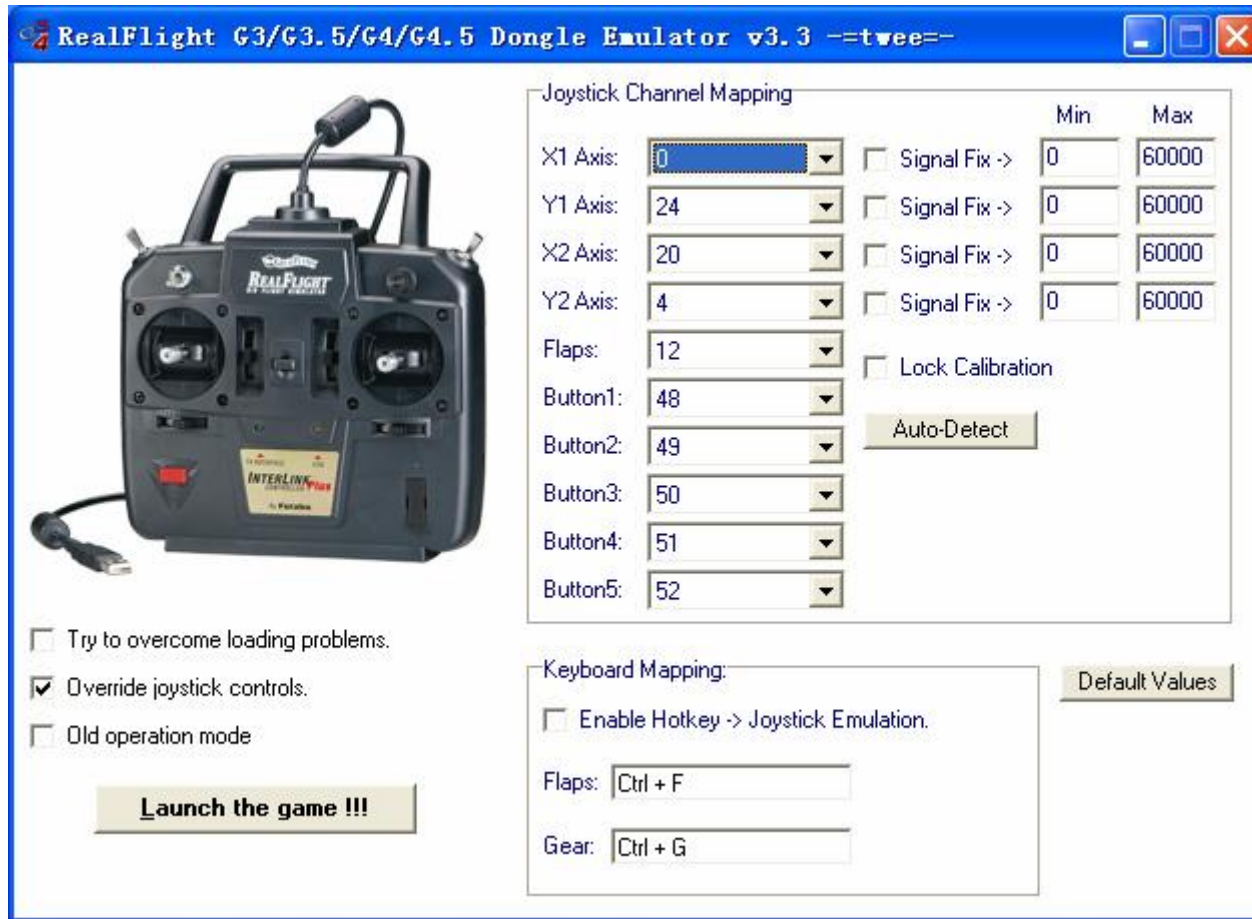 RealFlight G3/G3.5/G4/G4.5 Dongle Emulator v3.3 -=twee=-
Joystick Channel Mapping
Min Max
X1 Axis: 0 Signal Fix -> 0 60000
Y1 Axis: 24 Signal Fix -> 0 60000
X2 Axis: 20 Signal Fix -> 0 60000
Y2 Axis: 4 Signal Fix -> 0 60000
Flaps: 12
Lock Calibration
Button1: 48
Auto-Detect
Button2: 49
Button3: 50
Button4: 51
Button5: 52
REALFLIGHT
INTERLINK Plus
CONTROLLER
By Futaba
Try to overcome loading problems.
Override joystick controls.
Old operation mode
Launch the game !!!
Keyboard Mapping:
Enable Hotkey -> Joystick Emulation.
Flaps: Ctrl + F
Gear: Ctrl + G
Default Values